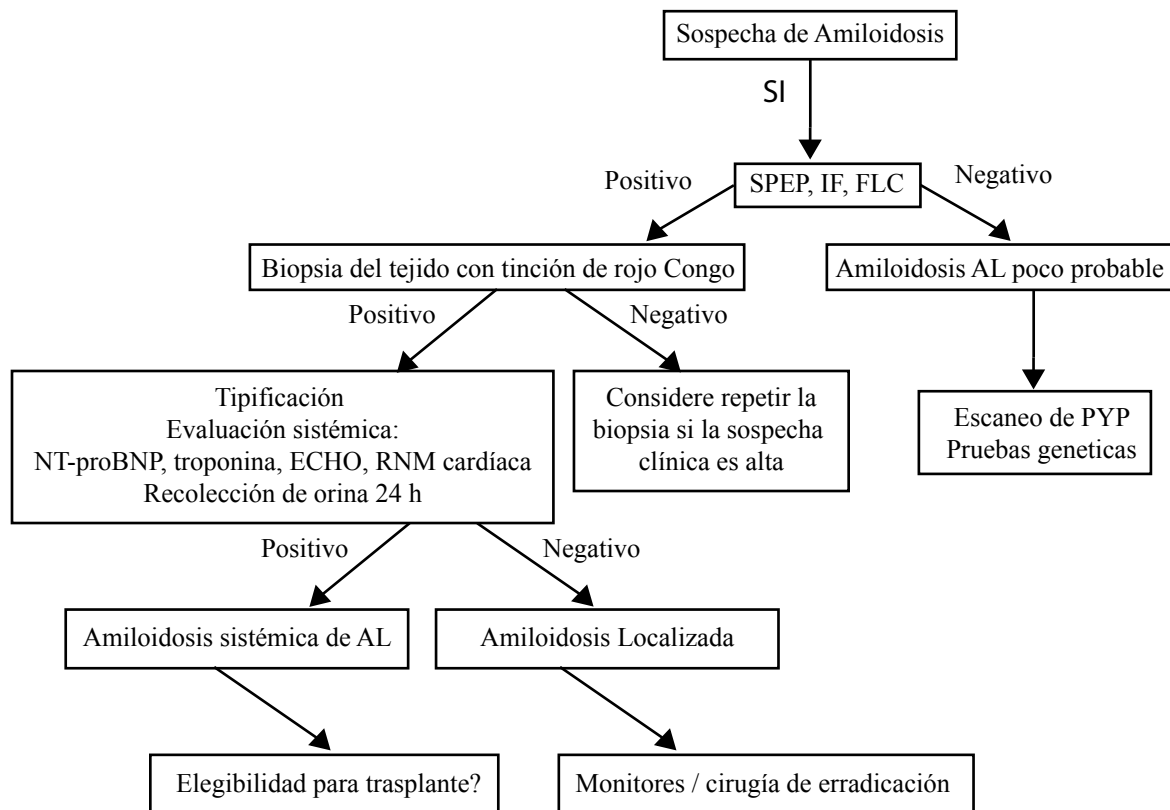 Sospecha de Amiloidosis
SI
Positivo
SPEP, IF, FLC
Negativo
Biopsia del tejido con tinción de rojo Congo
Amiloidosis AL poco probable
Positivo
Negativo
Tipificación
Evaluación sistémica:
NT-proBNP, troponina, ECHO, RNM cardíaca
Recolección de orina 24 h
Considere repetir la
biopsia si la sospecha
clínica es alta
Escaneo de PYP
Pruebas geneticas
Positivo
Negativo
Amiloidosis sistémica de AL
Amiloidosis Localizada
Elegibilidad para trasplante?
Monitores / cirugía de erradicación